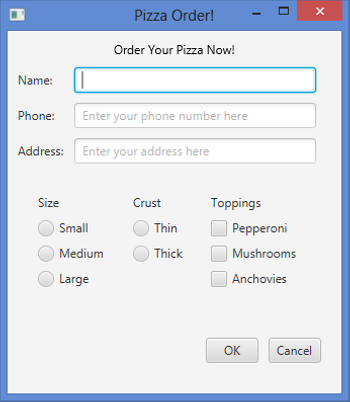 Pizza Order!
Order Your Pizza Now!
Name:
Phone: Enter your phone number here
Address: Enter your address here
Size Crust Toppings
Small Thin Pepperoni
Medium Thick Mushrooms
Large Anchovies
OK Cancel